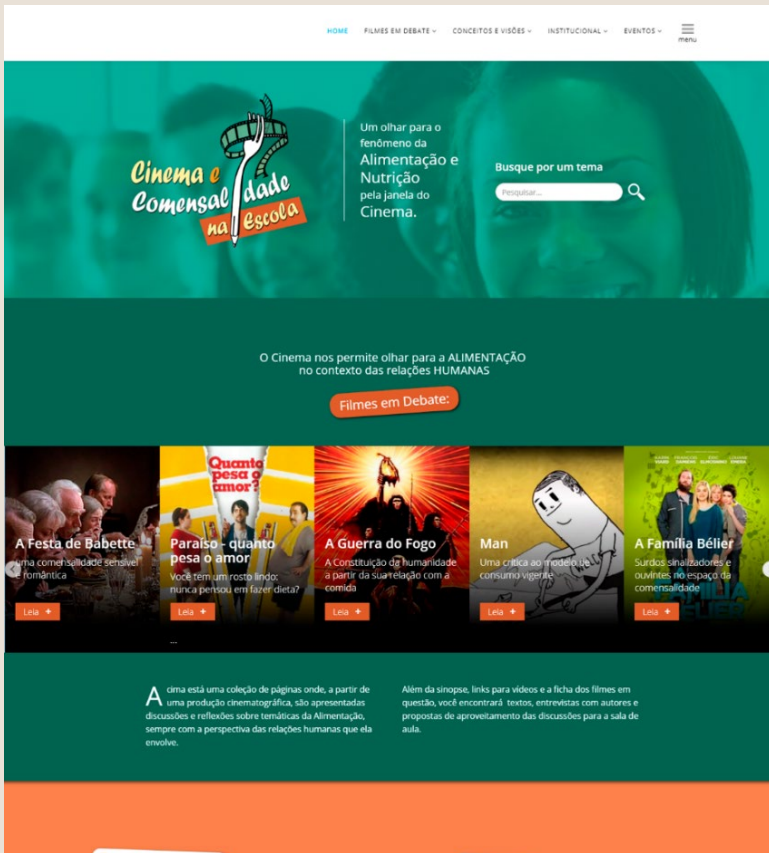 HOME FILMES EM DEBATE CONCEITOS E VISÕES INSTITUCIONAL EVENTOS menu
Cinema e
Comensalidade
na Escola
Um olhar para o
fenômeno da
Alimentação e
Nutrição
pela janela do
Cinema.
Busque por um tema
Pesquisar...
O Cinema nos permite olhar para a ALIMENTAÇÃO
no contexto das relações HUMANAS
Filmes em Debate:
A Festa de Babette
Uma comensalidade sensível
e romântica
Leia +
Quanto
pesa o
amor?
Paraíso - quanto
pesa o amor
Você tem um rosto lindo:
nunca pensou em fazer dieta?
Leia +
...
A Guerra do Fogo
A Constituição da humanidade
a partir da sua relação com a
comida
Leia +
Man
Uma crítica ao modelo de
consumo vigente
Leia +
A Família Bélier
Surdos sinalizadores e
ouvintes no espaço da
comensalidade
Leia +
Acima está uma coleção de páginas onde, a partir de
uma produção cinematográfica, são apresentadas
discussões e reflexões sobre temáticas da Alimentação,
sempre com a perspectiva das relações humanas que ela
envolve.
Além da sinopse, links para vídeos e a ficha dos filmes em
questão, você encontrará textos, entrevistas com autores e
propostas de aproveitamento das discussões para a sala de
aula.